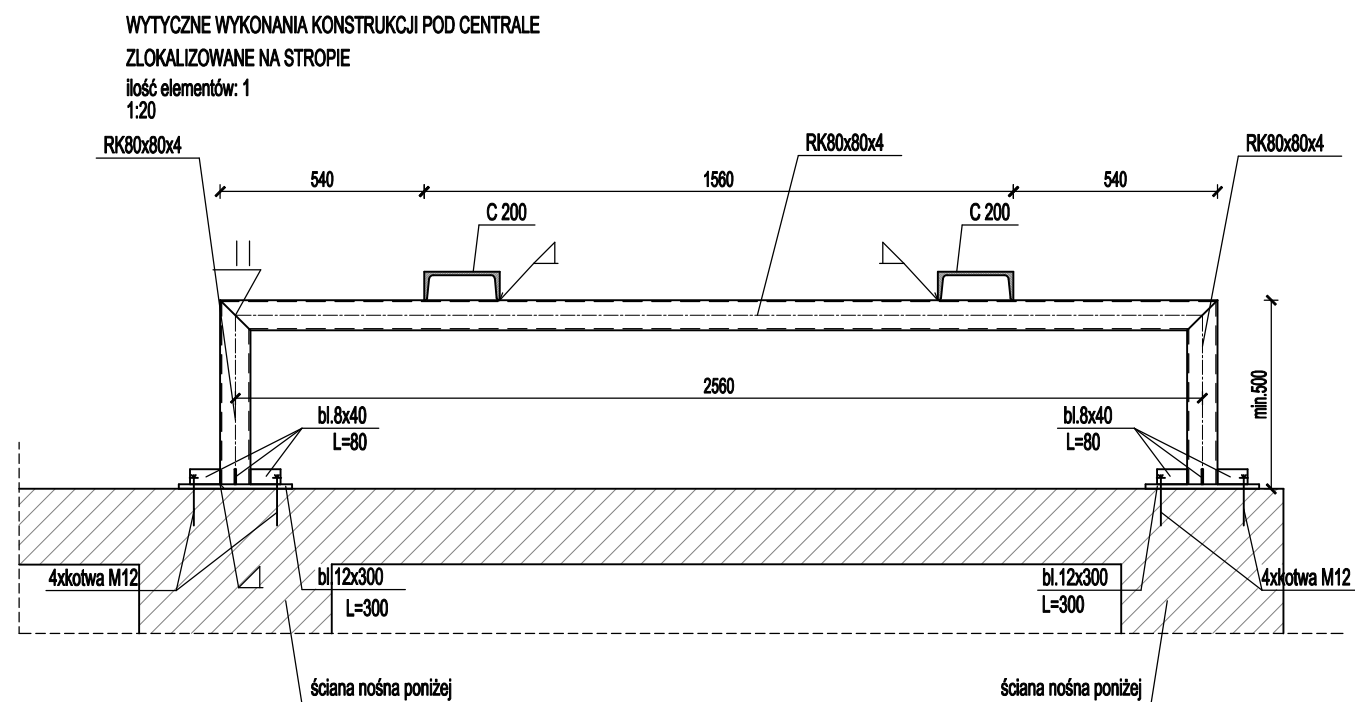 WYTYCZNE WYKONANIA KONSTRUKCJI POD CENTRALE
ZLOKALIZOWANE NA STROPIE
ilość elementów: 1
1:20
RK80x80x4
RK80x80x4
RK80x80x4
540
1560
540
C 200
C 200
2560
min.500
bl.8x40
L=80
bl.8x40
L=80
4xkotwa M12
bl.12x300
L=300
bl.12x300
L=300
4xkotwa M12
ściana nośna poniżej
ściana nośna poniżej